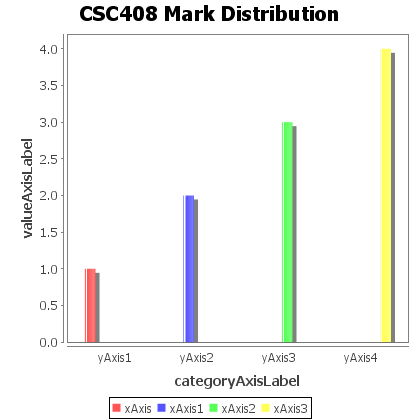 CSC408 Mark Distribution
valueAxisLabel
4.0
3.5
3.0
2.5
2.0
1.5
1.0
0.5
0.0
yAxis1 yAxis2 yAxis3 yAxis4
categoryAxisLabel
xAxis xAxis1 xAxis2 xAxis3